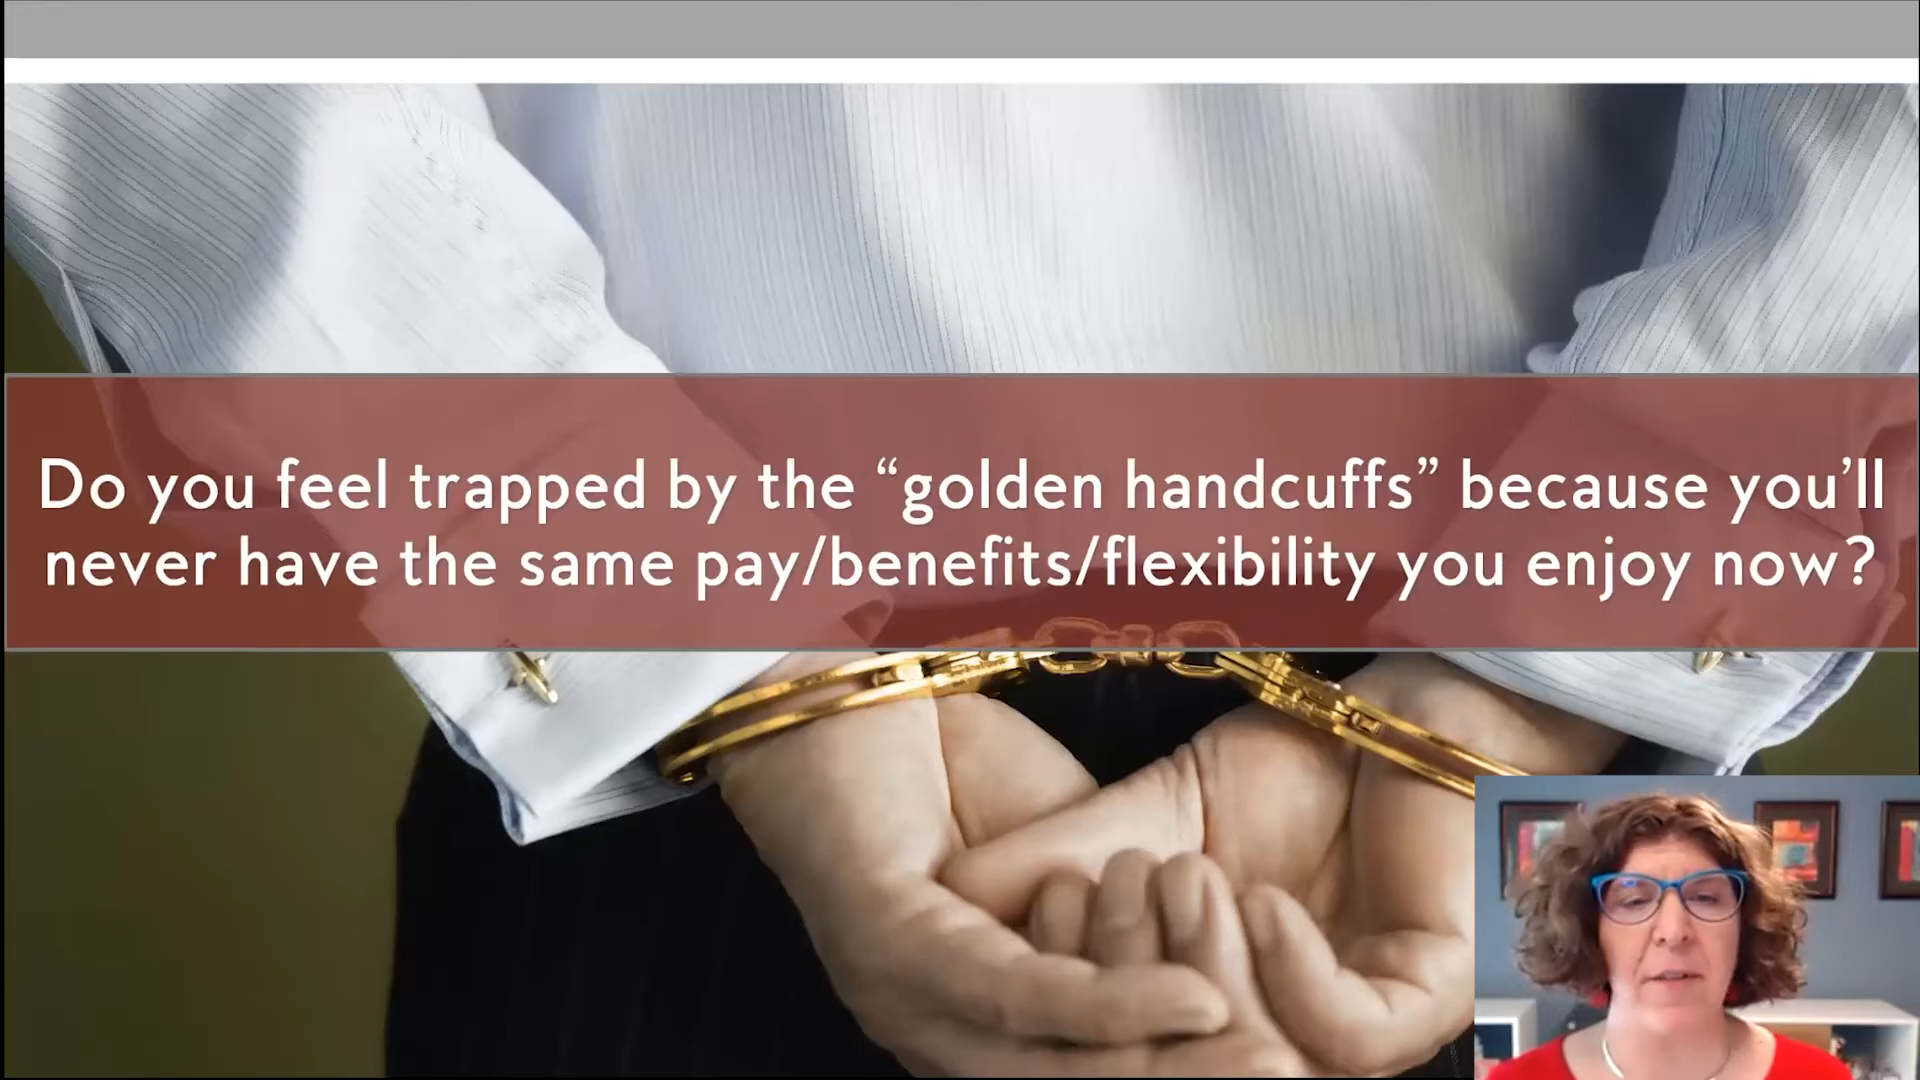 Do you feel trapped by the “golden handcuffs” because you’ll
never have the same pay/benefits/flexibility you enjoy now?